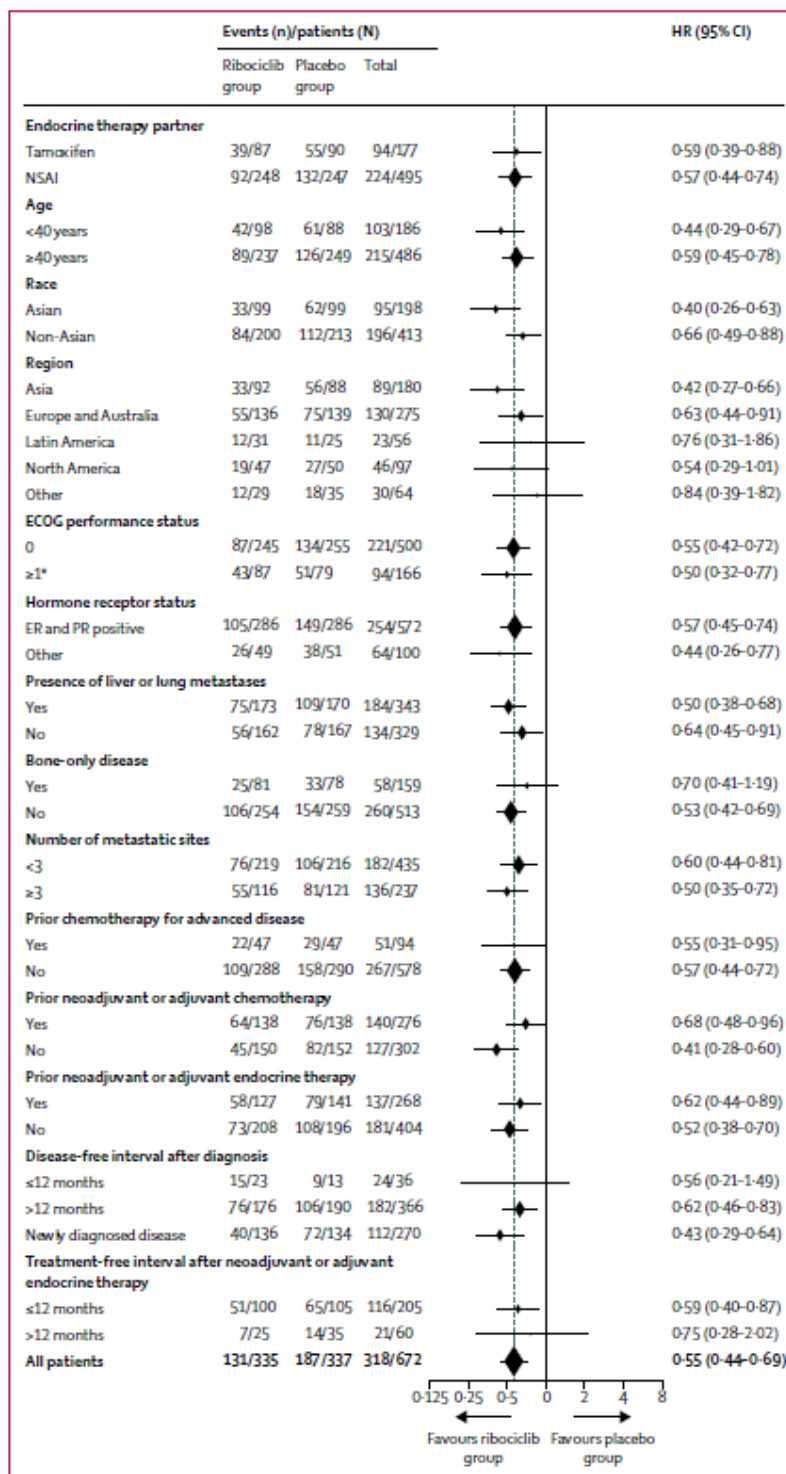 Events (n)/patients (N) HR (95% CI)
Ribociclib Placebo Total
group group
Endocrine therapy partner
Tamoxifen 39/87 55/90 94/177 0·59 (0·39–0·88)
NSAI 92/248 132/247 224/495 0·57 (0·44–0·74)
Age
<40 years 42/98 61/88 103/186 0·44 (0·29–0·67)
≥40 years 89/237 126/249 215/486 0·59 (0·45–0·78)
Race
Asian 33/99 62/99 95/198 0·40 (0·26–0·63)
Non-Asian 84/200 112/213 196/413 0·66 (0·49–0·88)
Region
Asia 33/92 56/88 89/180 0·42 (0·27–0·66)
Europe and Australia 55/136 75/139 130/275 0·63 (0·44–0·91)
Latin America 12/31 11/25 23/56 0·76 (0·31–1·86)
North America 19/47 27/50 46/97 0·54 (0·29–1·01)
Other 12/29 18/35 30/64 0·84 (0·39–1·82)
ECOG performance status
0 87/245 134/255 221/500 0·55 (0·42–0·72)
≥1* 43/87 51/79 94/166 0·50 (0·32–0·77)
Hormone receptor status
ER and PR positive 105/286 149/286 254/572 0·57 (0·45–0·74)
Other 26/49 38/51 64/100 0·44 (0·26–0·77)
Presence of liver or lung metastases
Yes 75/173 109/170 184/343 0·50 (0·38–0·68)
No 56/162 78/167 134/329 0·64 (0·45–0·91)
Bone-only disease
Yes 25/81 33/78 58/159 0·70 (0·41–1·19)
No 106/254 154/259 260/513 0·53 (0·42–0·69)
Number of metastatic sites
<3 76/219 106/216 182/435 0·60 (0·44–0·81)
≥3 55/116 81/121 136/237 0·50 (0·35–0·72)
Prior chemotherapy for advanced disease
Yes 22/47 29/47 51/94 0·55 (0·31–0·95)
No 109/288 158/290 267/578 0·57 (0·44–0·72)
Prior neoadjuvant or adjuvant chemotherapy
Yes 64/138 76/138 140/276 0·68 (0·48–0·96)
No 45/150 82/152 127/302 0·41 (0·28–0·60)
Prior neoadjuvant or adjuvant endocrine therapy
Yes 58/127 79/141 137/268 0·62 (0·44–0·89)
No 73/208 108/196 181/404 0·52 (0·38–0·70)
Disease-free interval after diagnosis
≤12 months 15/23 9/13 24/36 0·56 (0·21–1·49)
>12 months 76/176 106/190 182/366 0·62 (0·46–0·83)
Newly diagnosed disease 40/136 72/134 112/270 0·43 (0·29–0·64)
Treatment-free interval after neoadjuvant or adjuvant
endocrine therapy
≤12 months 51/100 65/105 116/205 0·59 (0·40–0·87)
>12 months 7/25 14/35 21/60 0·75 (0·28–2·02)
All patients 131/335 187/337 318/672 0·55 (0·44–0·69)
0·125 0·25 0·5 0 2 4 8
Favours ribociclib Favours placebo
group group